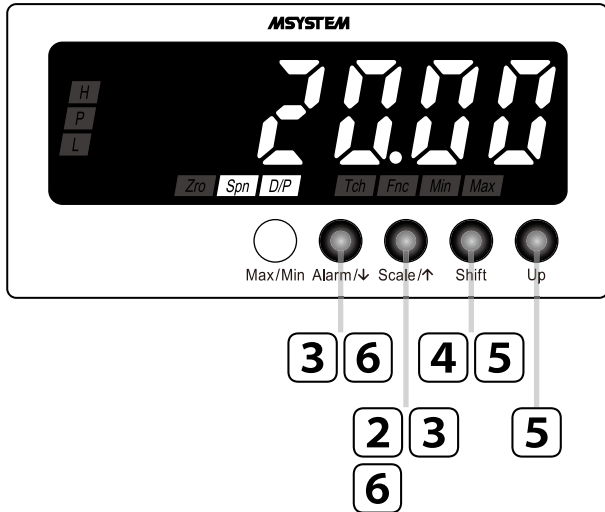 MSYSTEM
H
20.00
P
L
Zro Spn D/P Tch Fnc Min Max
Max/Min Alarm/↓ Scale/↑ Shift Up
3 6 4 5
2 3 5
6